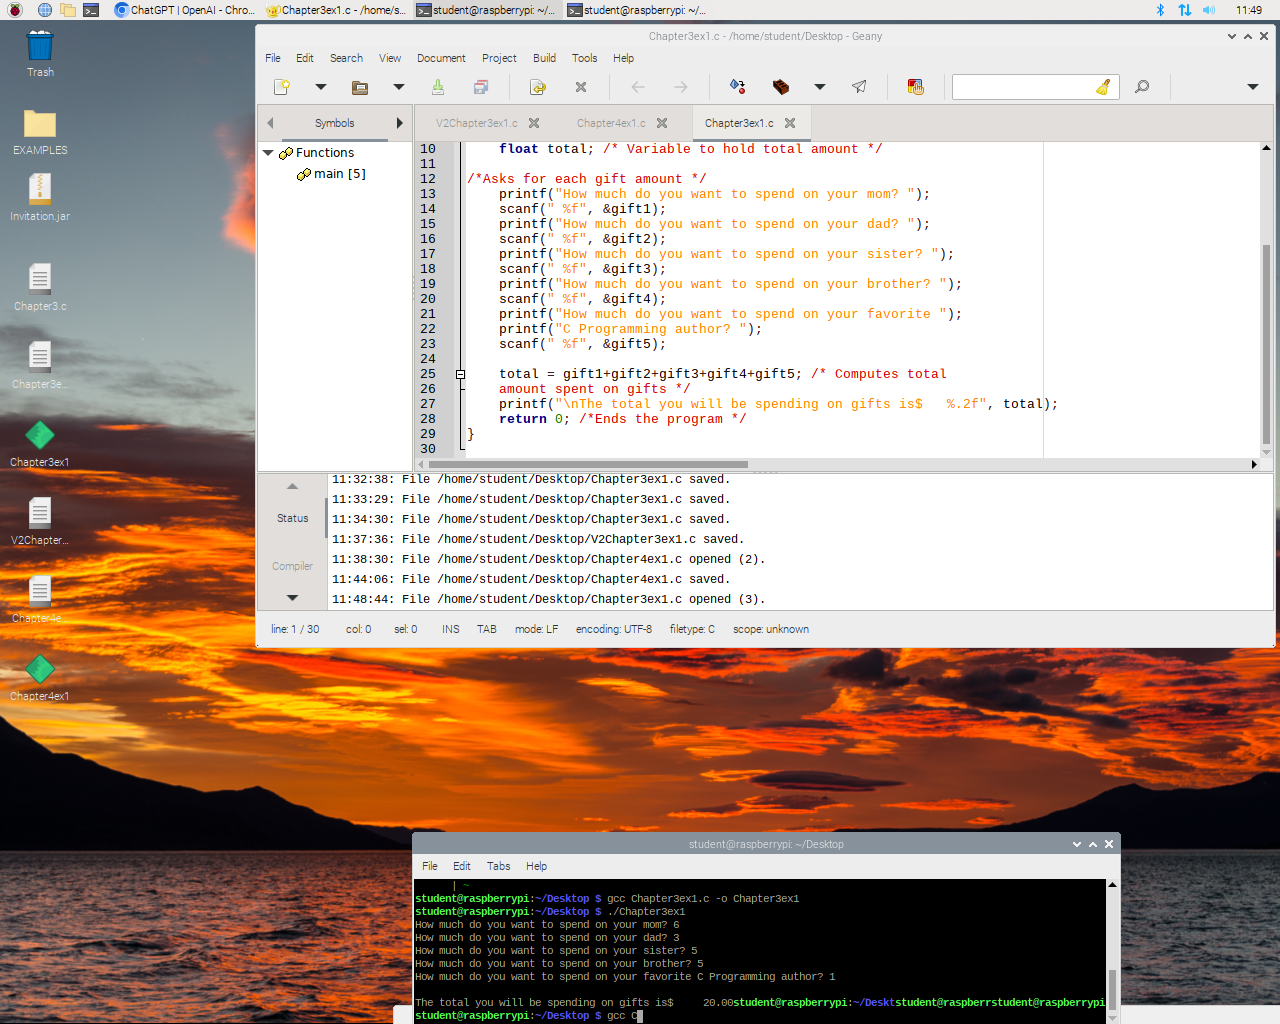 ChatGPT | OpenAI - Chro...
Chapter3ex1.c - /home/s...
student@raspberrypi: ~/...
student@raspberrypi: ~/...
11:49
Trash
EXAMPLES
Invitation.jar
Chapter3.c
Chapter3e...
Chapter3ex1
V2Chapter...
Chapter4e...
Chapter4ex1
Chapter3ex1.c - /home/student/Desktop - Geany
File Edit Search View Document Project Build Tools Help
Symbols
V2Chapter3ex1.c
Chapter4ex1.c
Chapter3ex1.c
Functions
main [5]
10 float total; /* Variable to hold total amount */
11
12 /*Asks for each gift amount */
13 printf("How much do you want to spend on your mom? ");
14 scanf(" %f", &gift1);
15 printf("How much do you want to spend on your dad? ");
16 scanf(" %f", &gift2);
17 printf("How much do you want to spend on your sister? ");
18 scanf(" %f", &gift3);
19 printf("How much do you want to spend on your brother? ");
20 scanf(" %f", &gift4);
21 printf("How much do you want to spend on your favorite ");
22 printf("C Programming author? ");
23 scanf(" %f", &gift5);
24
25 total = gift1+gift2+gift3+gift4+gift5; /* Computes total
26 amount spent on gifts */
27 printf("\nThe total you will be spending on gifts is$   %.2f", total);
28 return 0; /*Ends the program */
29 }
30
Status
Compiler
11:32:38: File /home/student/Desktop/Chapter3ex1.c saved.
11:33:29: File /home/student/Desktop/Chapter3ex1.c saved.
11:34:30: File /home/student/Desktop/Chapter3ex1.c saved.
11:37:36: File /home/student/Desktop/V2Chapter3ex1.c saved.
11:38:30: File /home/student/Desktop/Chapter4ex1.c opened (2).
11:44:06: File /home/student/Desktop/Chapter4ex1.c saved.
11:48:44: File /home/student/Desktop/Chapter3ex1.c opened (3).
line: 1 / 30 col: 0 sel: 0 INS TAB mode: LF encoding: UTF-8 filetype: C scope: unknown
student@raspberrypi: ~/Desktop
File Edit Tabs Help
| ~
student@raspberrypi:~/Desktop $ gcc Chapter3ex1.c -o Chapter3ex1
student@raspberrypi:~/Desktop $ ./Chapter3ex1
How much do you want to spend on your mom? 6
How much do you want to spend on your dad? 3
How much do you want to spend on your sister? 5
How much do you want to spend on your brother? 5
How much do you want to spend on your favorite C Programming author? 1
The total you will be spending on gifts is$     20.00student@raspberrypi:~/Desktstudent@raspberrstudent@raspberrypi
student@raspberrypi:~/Desktop $ gcc C